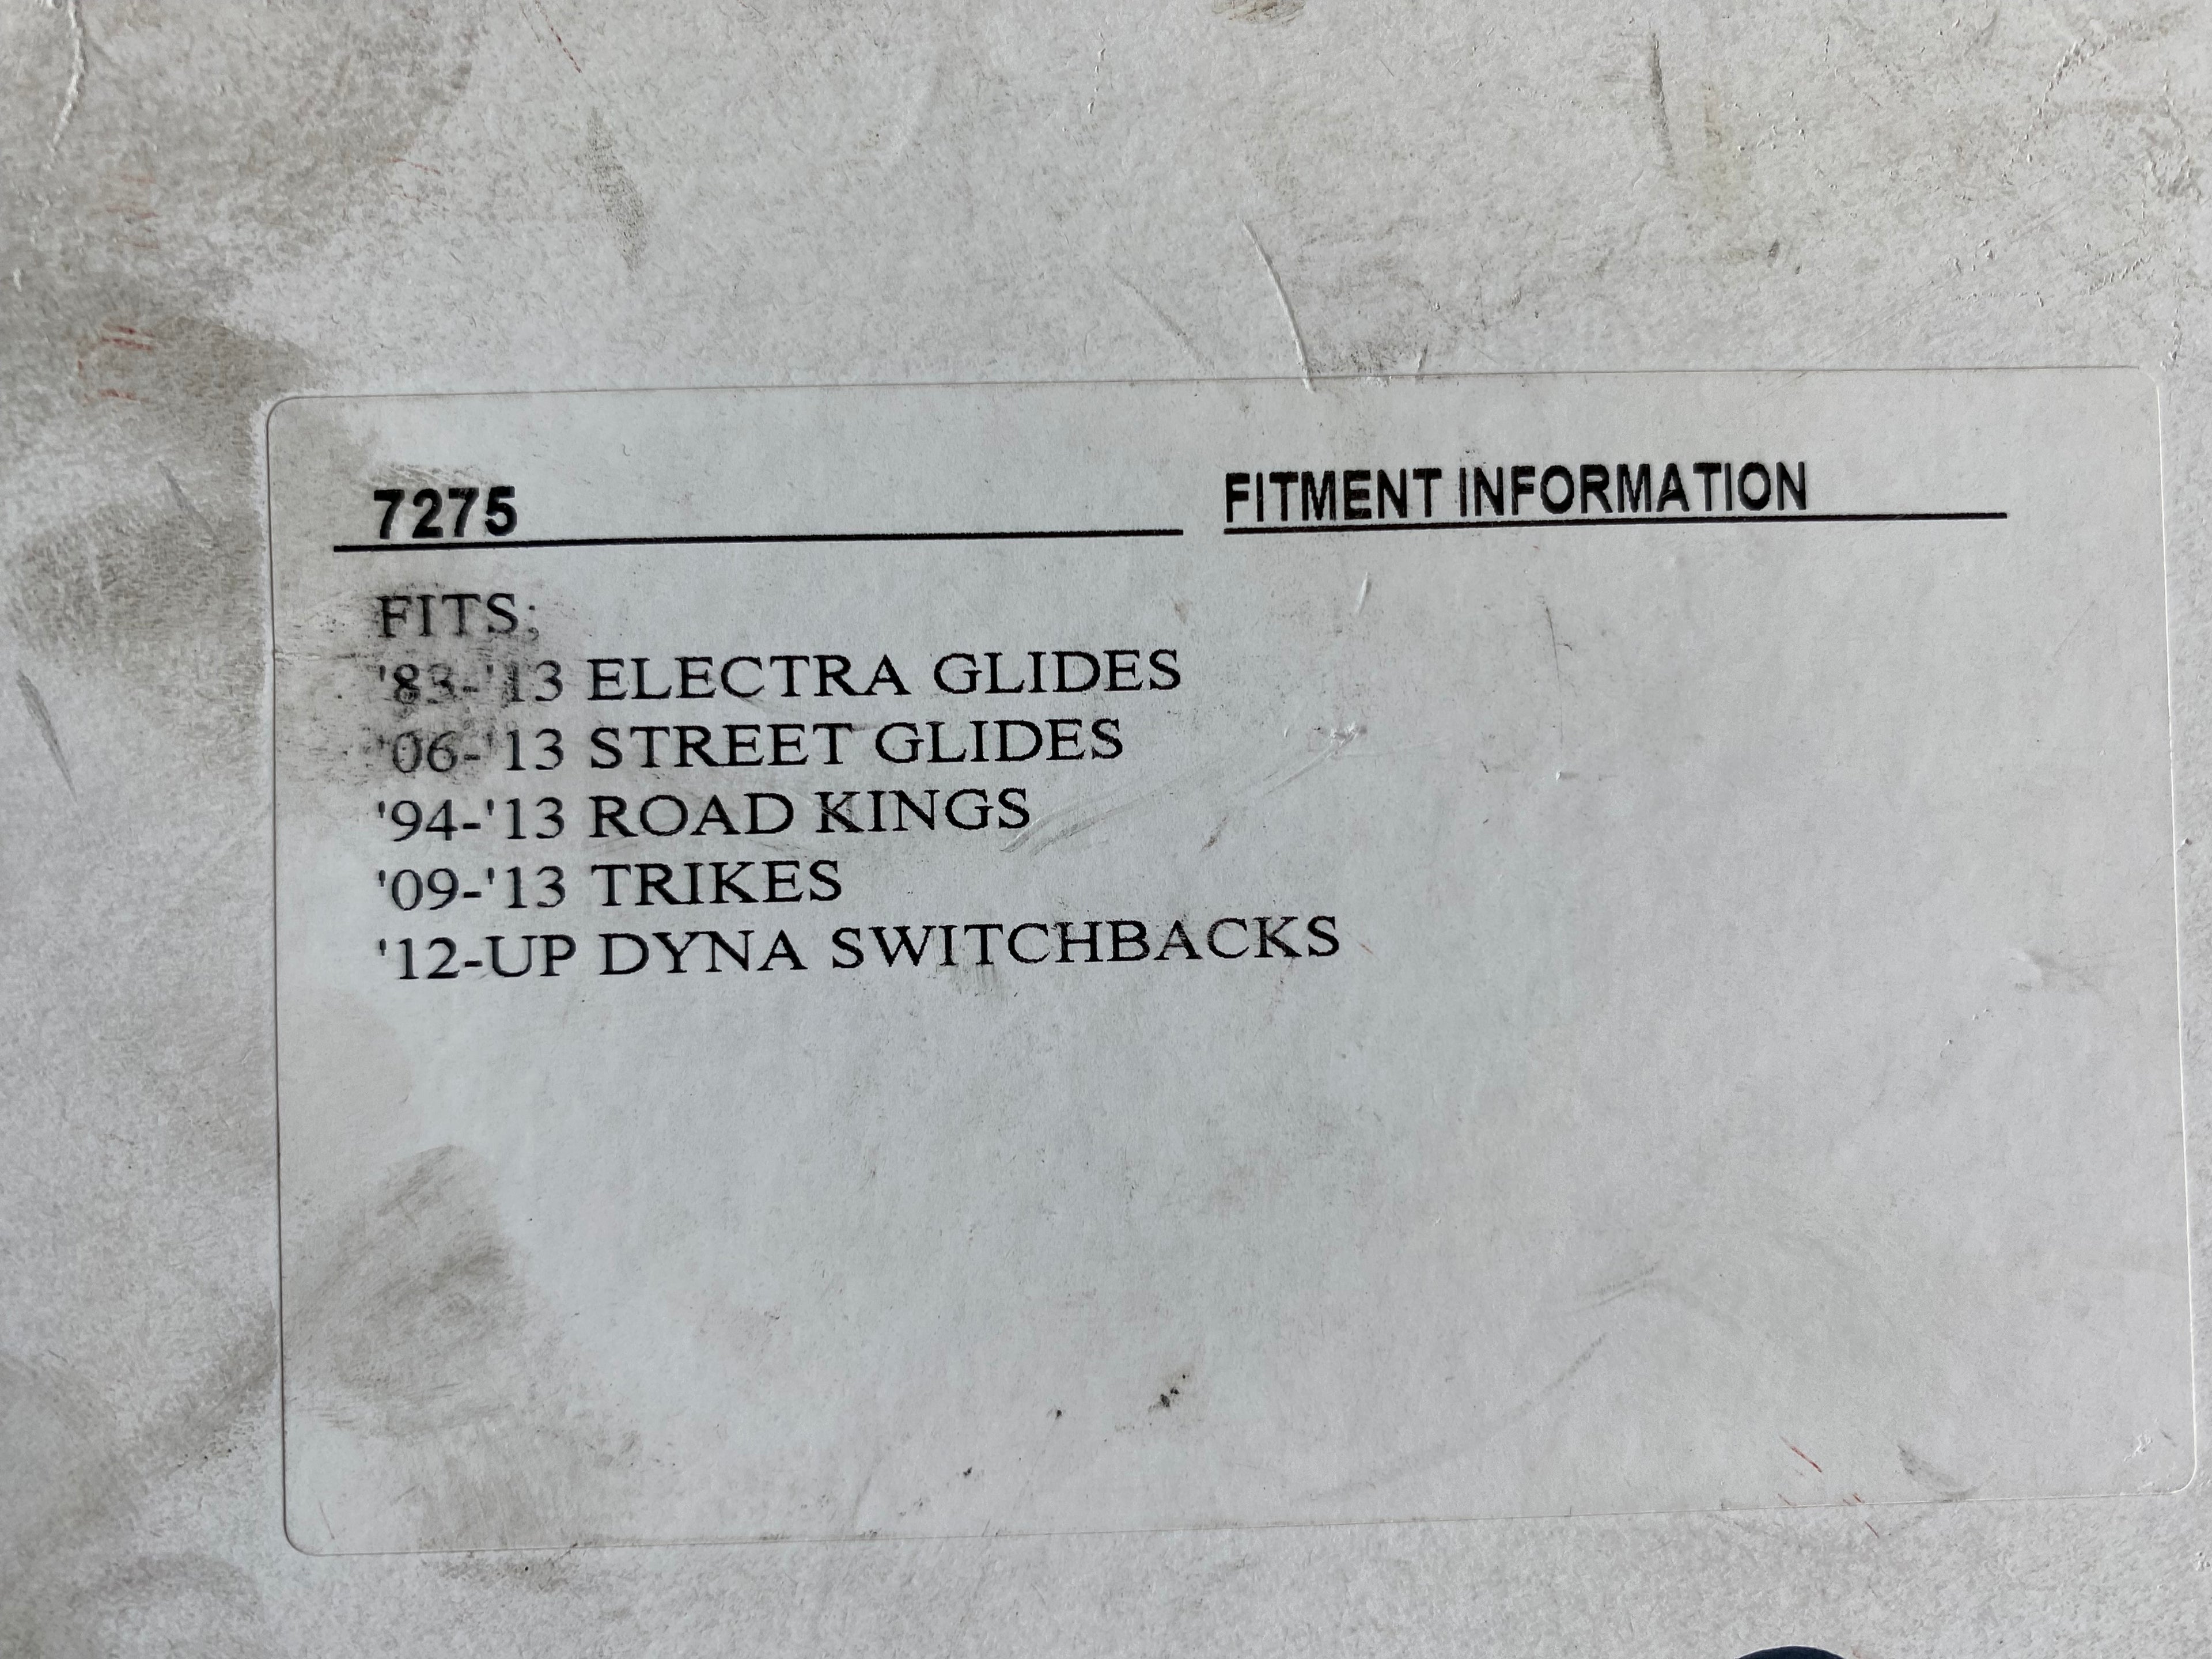 7275 FITMENT INFORMATION
FITS;
'83-'13 ELECTRA GLIDES
'06-'13 STREET GLIDES
'94-'13 ROAD KINGS
'09-'13 TRIKES
'12-UP DYNA SWITCHBACKS